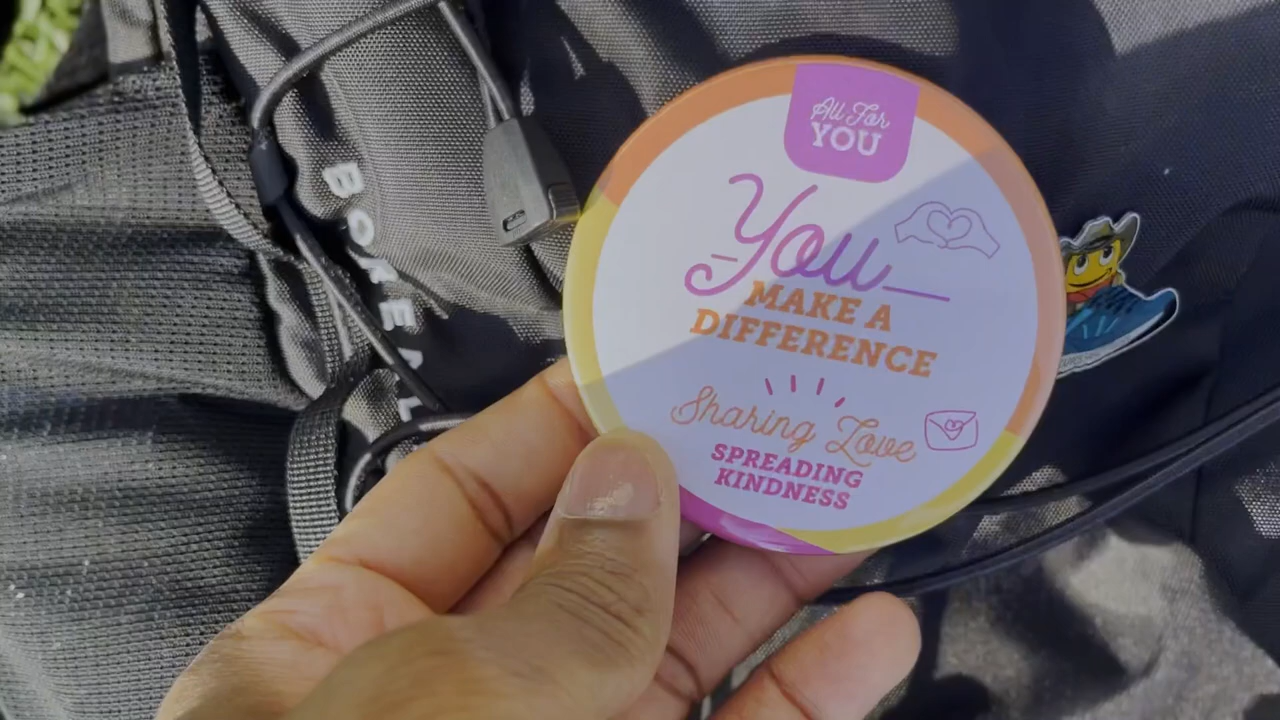 BOREAL
All For
YOU
You
MAKE A
DIFFERENCE
Sharing Love
SPREADING
KINDNESS